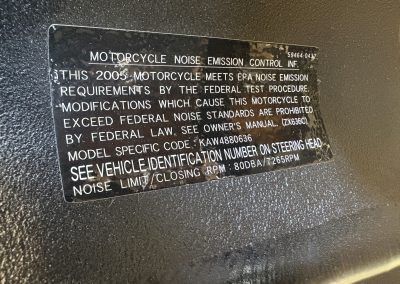 MOTORCYCLE NOISE EMISSION CONTROL INF.
THIS 2005 MOTORCYCLE MEETS EPA NOISE EMISSION
REQUIREMENTS BY THE FEDERAL TEST PROCEDURE.
MODIFICATIONS WHICH CAUSE THIS MOTORCYCLE TO
EXCEED FEDERAL NOISE STANDARDS ARE PROHIBITED
BY FEDERAL LAW, SEE OWNER'S MANUAL. (ZX636C)
MODEL SPECIFIC CODE : KAW4880636
SEE VEHICLE IDENTIFICATION NUMBER ON STEERING HEAD
NOISE LIMIT/CLOSING RPM : 80DBA/7265RPM